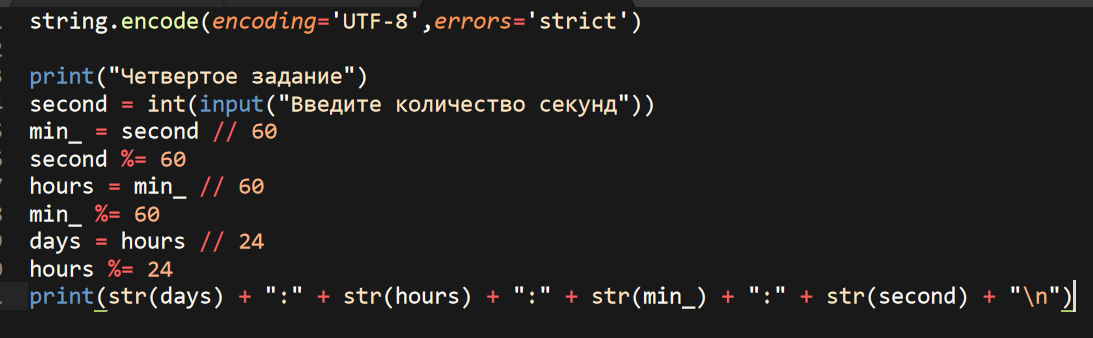 string.encode(encoding='UTF-8',errors='strict')
print("Четвертое задание")
second = int(input("Введите количество секунд"))
min_ = second // 60
second %= 60
hours = min_ // 60
min_ %= 60
days = hours // 24
hours %= 24
print(str(days) + ":" + str(hours) + ":" + str(min_) + ":" + str(second) + "\n")